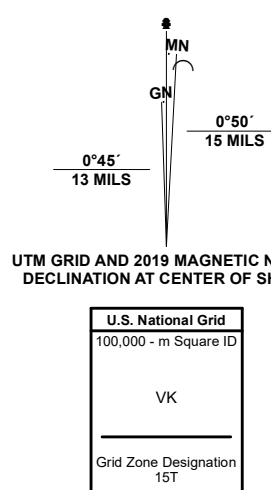 MN
GN
0°50´
15 MILS
0°45´
13 MILS
UTM GRID AND 2019 MAGNETIC N
DECLINATION AT CENTER OF SH
U.S. National Grid
100,000 - m Square ID
VK
Grid Zone Designation
15T